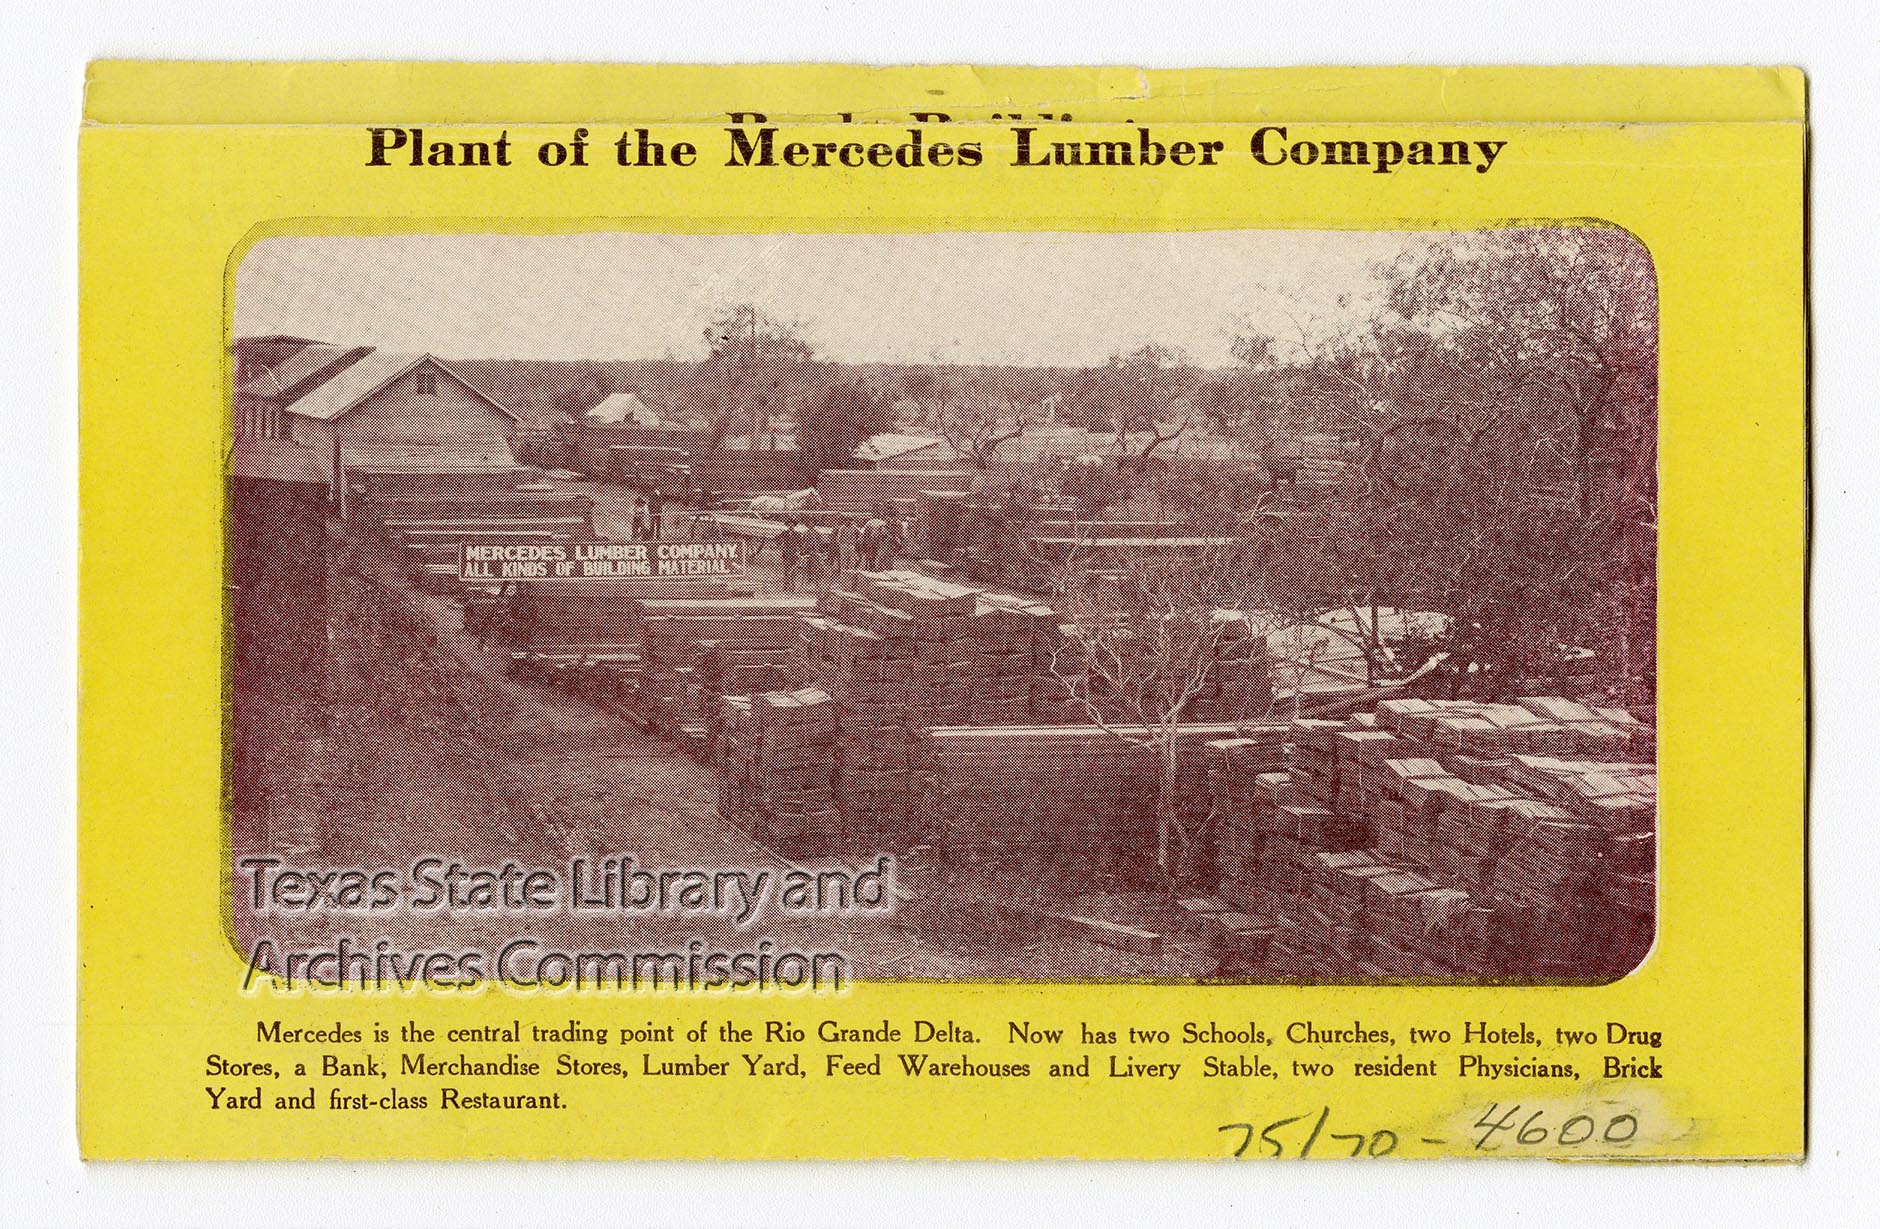 Plant of the Mercedes Lumber Company
MERCEDES LUMBER COMPANY
ALL KINDS OF BUILDING MATERIAL
Texas State Library and
Archives Commission
Mercedes is the central trading point of the Rio Grande Delta. Now has two Schools, Churches, two Hotels, two Drug
Stores, a Bank, Merchandise Stores, Lumber Yard, Feed Warehouses and Livery Stable, two resident Physicians, Brick
Yard and first-class Restaurant.
75/70 - 4600